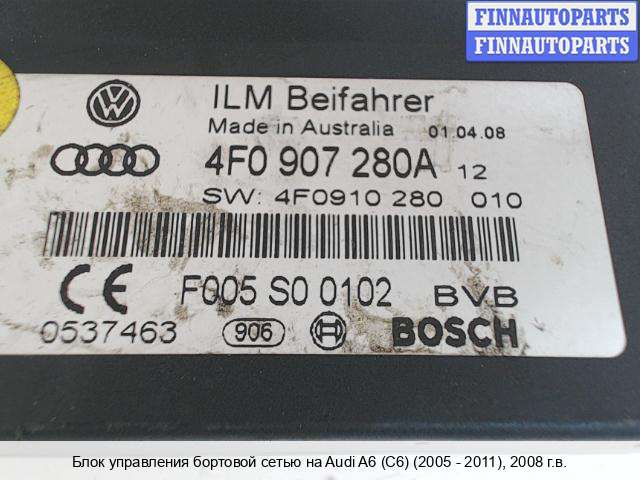 FINNAUTOPARTS
FINNAUTOPARTS
ILM Beifahrer
Made in Australia 01.04.08
4F0 907 280A 12
SW: 4F0910 280 010
CE F005 S0 0102 BVB
0537463 906 BOSCH
Блок управления бортовой сетью на Audi A6 (C6) (2005 - 2011), 2008 г.в.